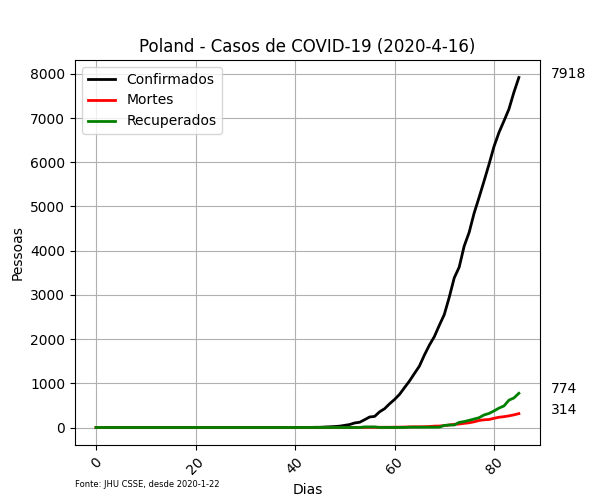 Poland - Casos de COVID-19 (2020-4-16)
Confirmados
Mortes
Recuperados
8000
7000
6000
5000
4000
3000
2000
1000
0
Pessoas
7918
774
314
0
20
40
60
80
Dias
Fonte: JHU CSSE, desde 2020-1-22